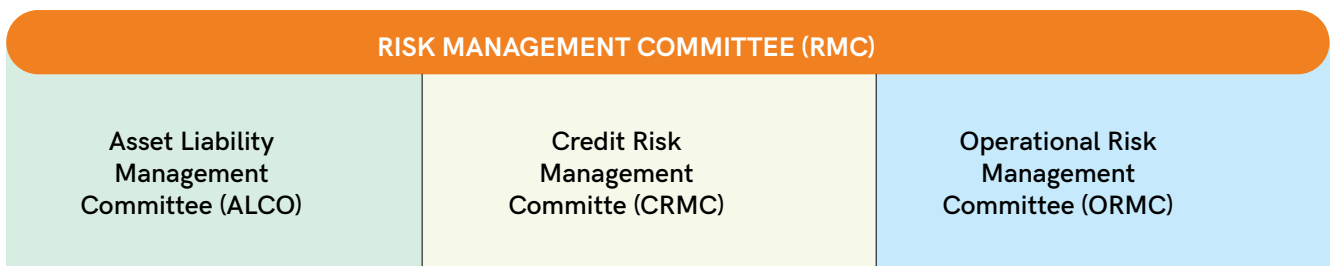 RISK MANAGEMENT COMMITTEE (RMC)
Asset Liability
Management
Committee (ALCO)
Credit Risk
Management
Committe (CRMC)
Operational Risk
Management
Committee (ORMC)